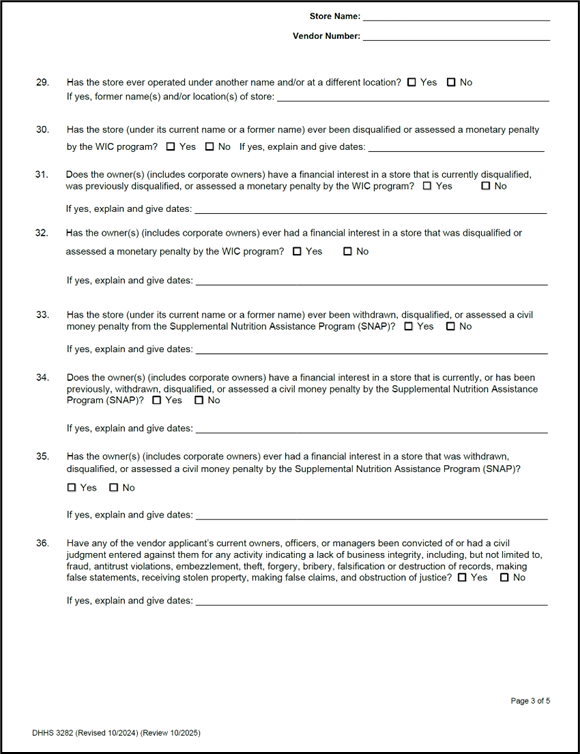 Store Name: ____________________
Vendor Number: ____________________
29. Has the store ever operated under another name and/or at a different location? ☐ Yes ☐ No
If yes, former name(s) and/or location(s) of store: ____________________
30. Has the store (under its current name or a former name) ever been disqualified or assessed a monetary penalty
by the WIC program? ☐ Yes ☐ No If yes, explain and give dates: ____________________
31. Does the owner(s) (includes corporate owners) have a financial interest in a store that is currently disqualified,
was previously disqualified, or assessed a monetary penalty by the WIC program? ☐ Yes ☐ No
If yes, explain and give dates: ____________________
32. Has the owner(s) (includes corporate owners) ever had a financial interest in a store that was disqualified or
assessed a monetary penalty by the WIC program? ☐ Yes ☐ No
If yes, explain and give dates: ____________________
33. Has the store (under its current name or a former name) ever been withdrawn, disqualified, or assessed a civil
money penalty from the Supplemental Nutrition Assistance Program (SNAP)? ☐ Yes ☐ No
If yes, explain and give dates: ____________________
34. Does the owner(s) (includes corporate owners) have a financial interest in a store that is currently, or has been
previously, withdrawn, disqualified, or assessed a civil money penalty by the Supplemental Nutrition Assistance
Program (SNAP)? ☐ Yes ☐ No
If yes, explain and give dates: ____________________
35. Has the owner(s) (includes corporate owners) ever had a financial interest in a store that was withdrawn,
disqualified, or assessed a civil money penalty by the Supplemental Nutrition Assistance Program (SNAP)?
☐ Yes ☐ No
If yes, explain and give dates: ____________________
36. Have any of the vendor applicant's current owners, officers, or managers been convicted of or had a civil
judgment entered against them for any activity indicating a lack of business integrity, including, but not limited to,
fraud, antitrust violations, embezzlement, theft, forgery, bribery, falsification or destruction of records, making
false statements, receiving stolen property, making false claims, and obstruction of justice? ☐ Yes ☐ No
If yes, explain and give dates: ____________________
Page 3 of 5
DHHS 3282 (Revised 10/2024) (Review 10/2025)